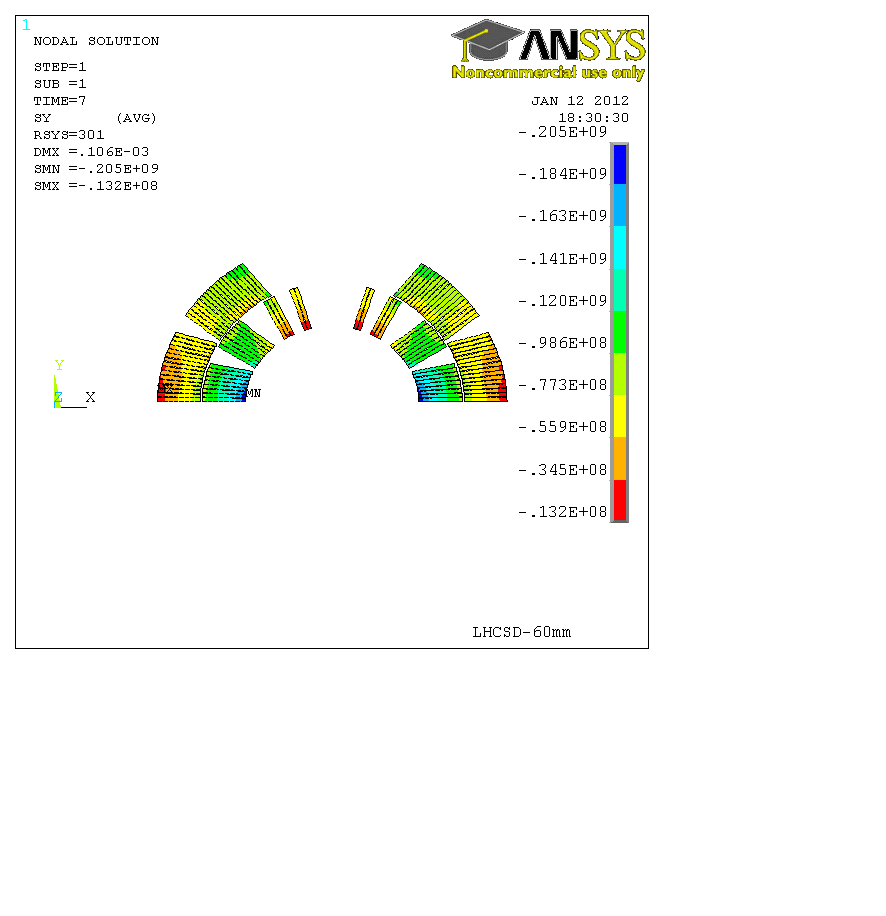 1
NODAL SOLUTION
STEP=1
SUB =1
TIME=7
SY (AVG)
RSYS=301
DMX =.106E-03
SMN =-.205E+09
SMX =-.132E+08
ANSYS
Noncommercial use only
JAN 12 2012
18:30:30
-.205E+09
-.184E+09
-.163E+09
-.141E+09
-.120E+09
-.986E+08
-.773E+08
-.559E+08
-.345E+08
-.132E+08
Y
Z X
MN
LHCSD-60mm